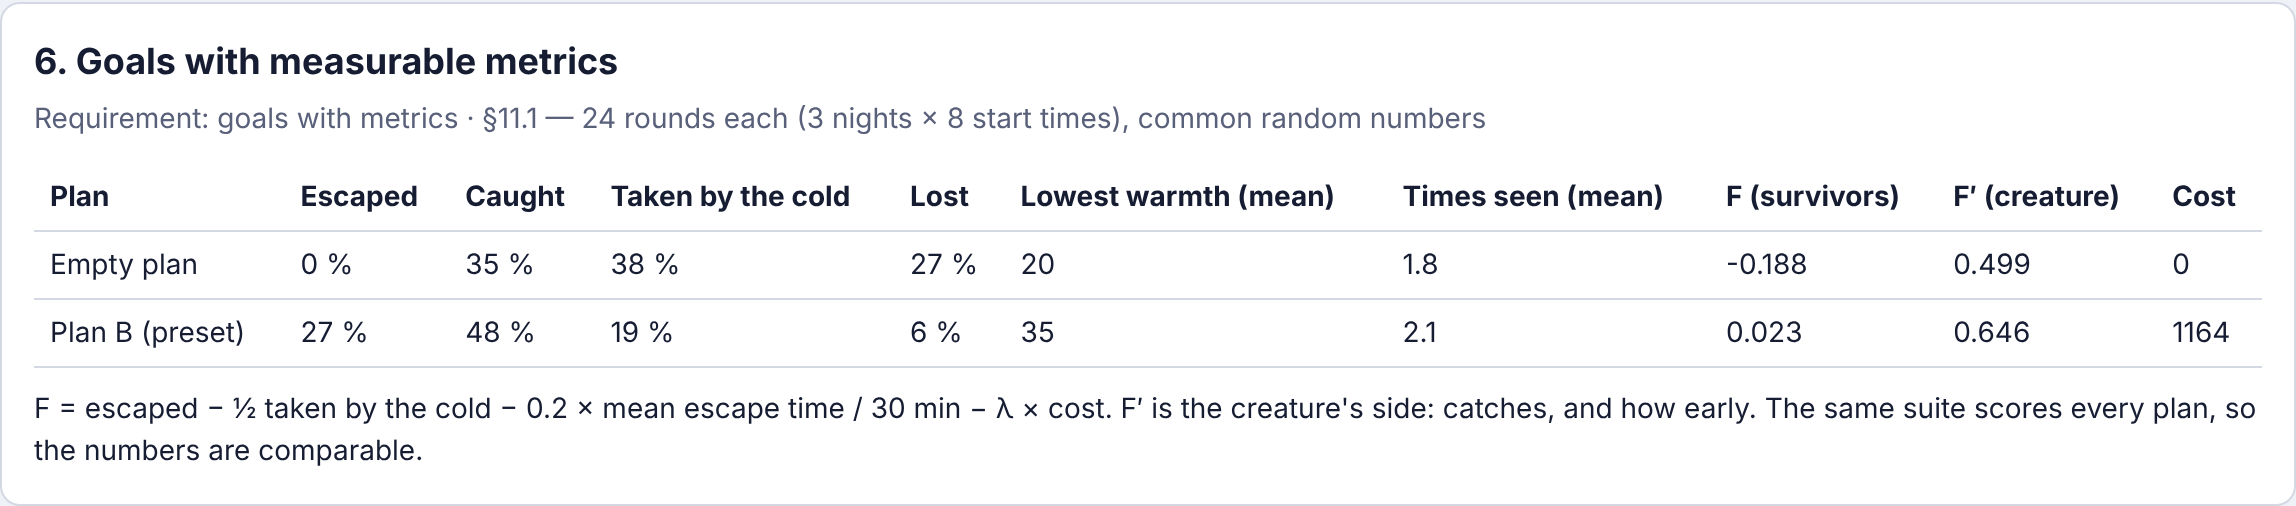 6. Goals with measurable metrics
Requirement: goals with metrics · §11.1 — 24 rounds each (3 nights × 8 start times), common random numbers
Plan Escaped Caught Taken by the cold Lost Lowest warmth (mean) Times seen (mean) F (survivors) F′ (creature) Cost
Empty plan 0 % 35 % 38 % 27 % 20 1.8 -0.188 0.499 0
Plan B (preset) 27 % 48 % 19 % 6 % 35 2.1 0.023 0.646 1164
F = escaped − ½ taken by the cold − 0.2 × mean escape time / 30 min − λ × cost. F′ is the creature's side: catches, and how early. The same suite scores every plan, so
the numbers are comparable.